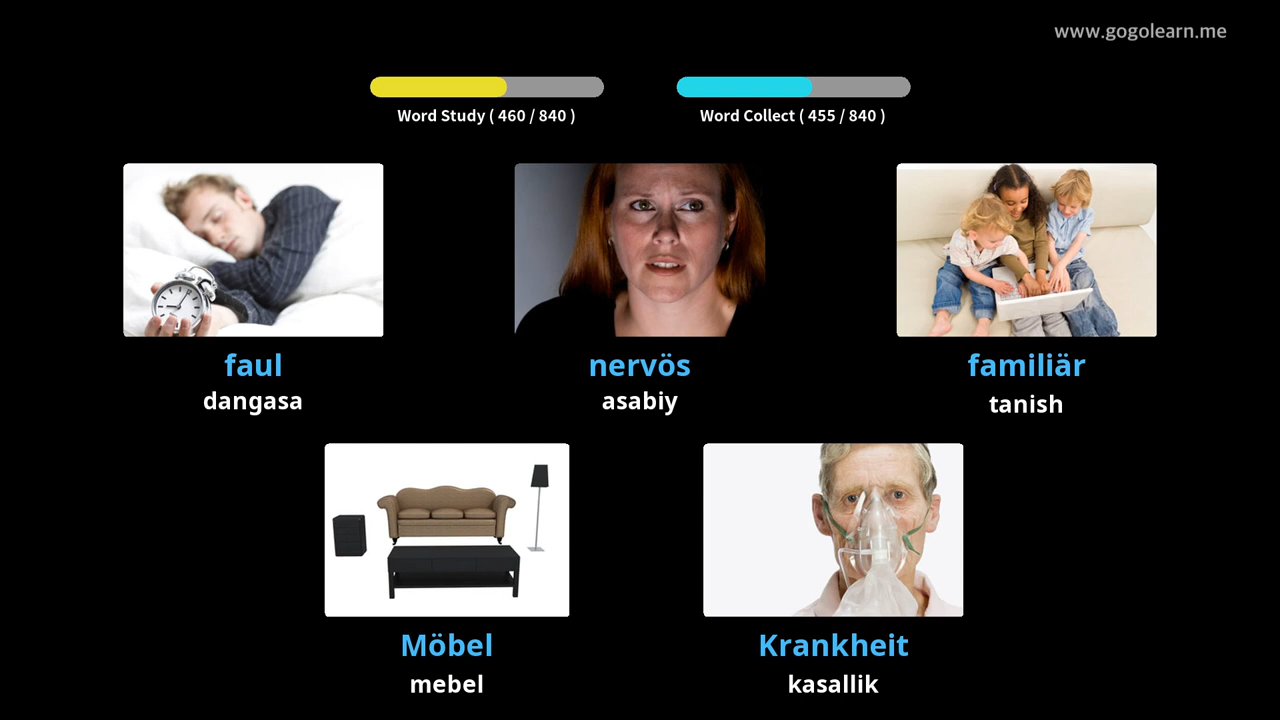 www.gogolearn.me
Word Study ( 460 / 840 )
Word Collect ( 455 / 840 )
faul
dangasa
nervös
asabiy
familiär
tanish
Möbel
mebel
Krankheit
kasallik